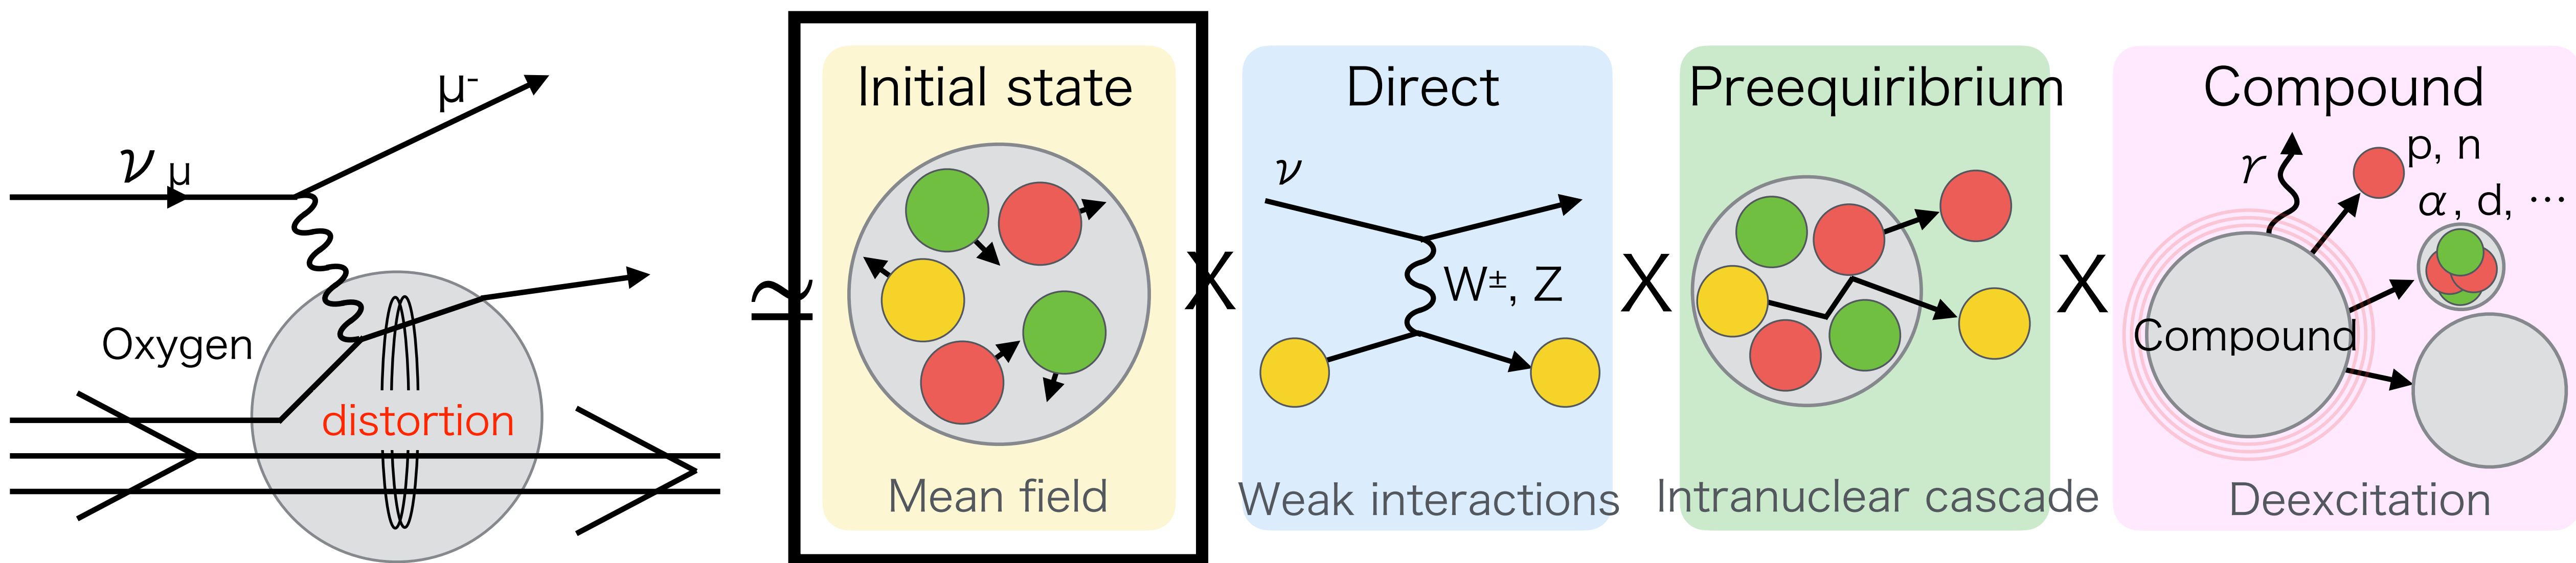 μ-
ν μ
Oxygen
distortion
≃
Initial state
Mean field
X
Direct
ν
W±, Z
Weak interactions
X
Preequiribrium
Intranuclear cascade
X
Compound
γ
p, n
α, d, …
Compound
Deexcitation